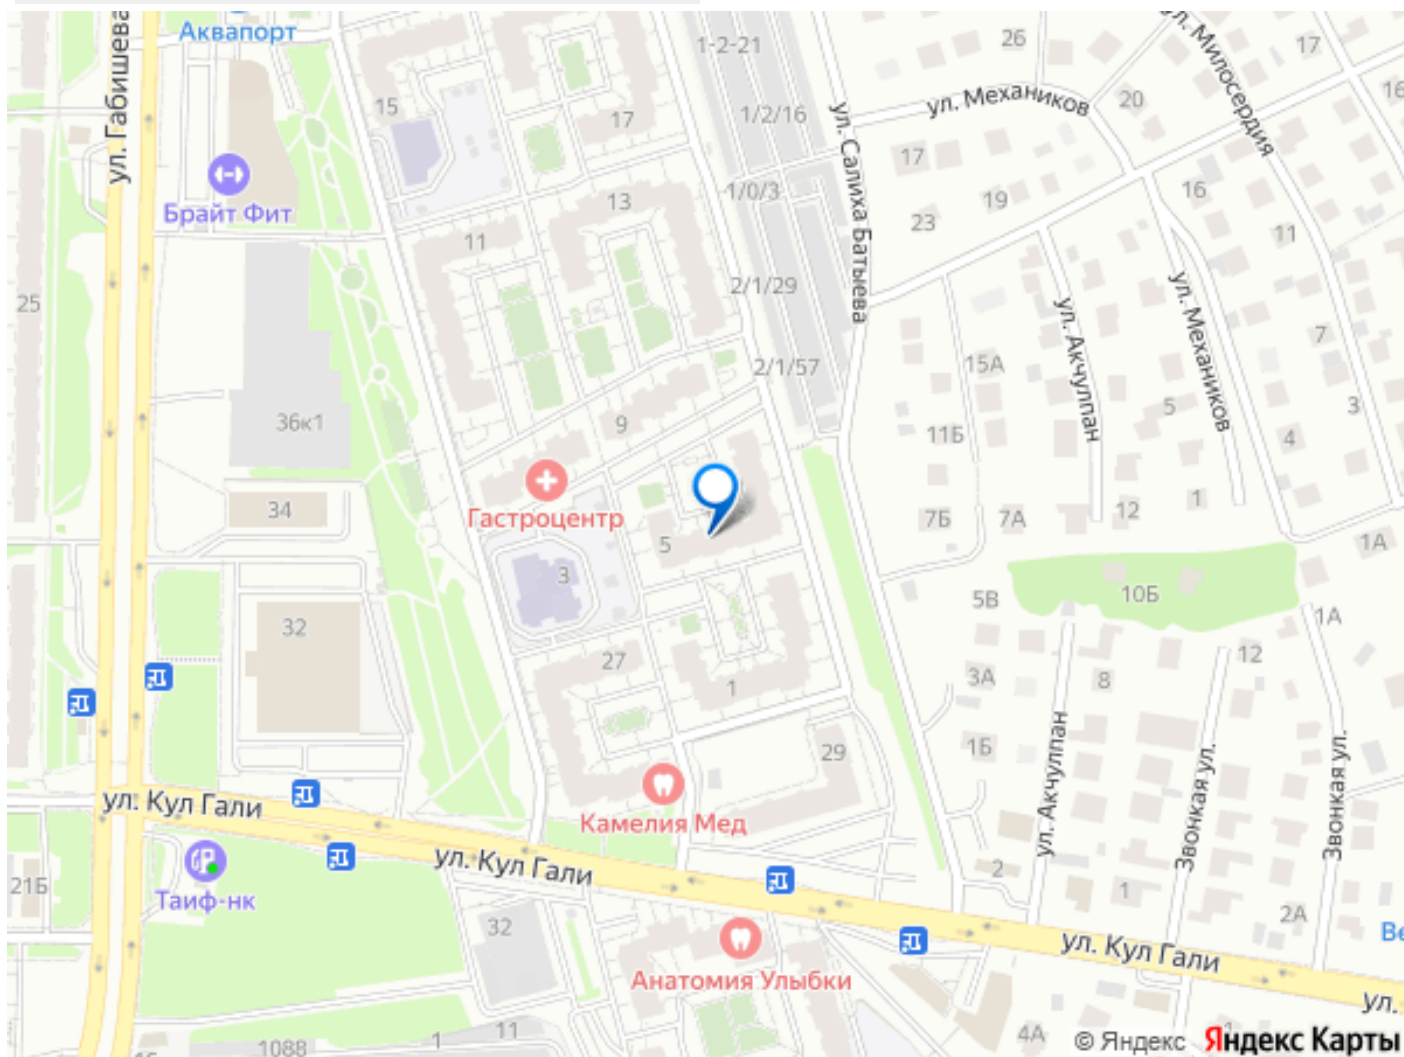 Аквапорт
ул. Габишева
1-2-21
26
ул. Милосердия
17
15
17
1/2/16
ул. Механиков
20
16
ул. Салиха Батыева
17
Брайт Фит
13
1/0/3
19
16
23
11
11
25
2/1/29
ул. Акчулпан
ул. Механиков
7
2/1/57
15А
36к1
9
11Б
5
3
4
34
Гастроцентр
7Б
7А
12
1
5
1А
3
10Б
5В
32
1А
27
12
1
3А
8
29
1Б
ул. Акчулпан
Звонкая ул.
Звонкая ул.
ул. Кул Гали
Камелия Мед
ул. Кул Гали
2
1
21Б
Таиф-нк
32
2А
ул. Кул Гали
Ве
Анатомия Улыбки
ул.
11
1
4А
1088
© Яндекс Яндекс Карты